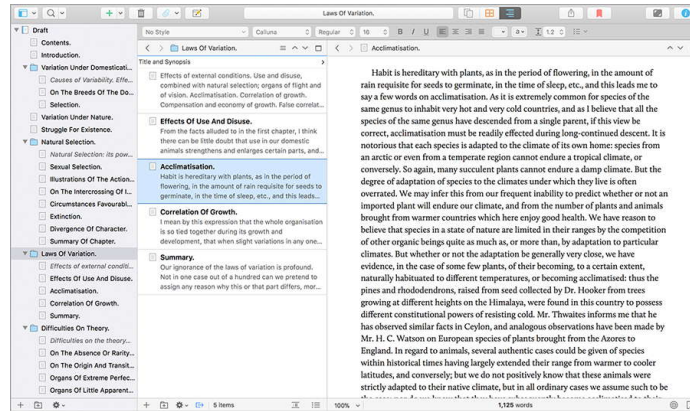 Laws Of Variation.
No Style
Calluna
Regular
16
B
I
U
1.2
Draft
Contents.
Introduction.
Variation Under Domesticati...
Causes of Variability. Effe...
On The Breeds Of The Do...
Selection.
Variation Under Nature.
Struggle For Existence.
Natural Selection.
Natural Selection: its pow...
Sexual Selection.
Illustrations Of The Action...
On the Intercrossing Of I...
Circumstances Favourabl...
Extinction.
Divergence Of Character.
Summary Of Chapter.
Laws Of Variation.
Effects of external conditi...
Effects Of Use And Disuse.
Acclimatisation.
Correlation Of Growth.
Summary.
Difficulties On Theory.
Difficulties on the theory...
On The Absence Or Rarity...
On The Origin And Transit...
Organs Of Extreme Perfec...
Organs Of Little Apparent...
Laws Of Variation.
Title and Synopsis
Effects of external conditions. Use and disuse,
combined with natural selection; organs of flight and
of vision. Acclimatisation. Correlation of growth.
Compensation and economy of growth. False correlat...
Effects Of Use And Disuse.
From the facts alluded to in the first chapter, I think
there can be little doubt that use in our domestic
animals strengthens and enlarges certain parts, and...
Acclimatisation.
Habit is hereditary with plants, as in the period of
flowering, in the amount of rain requisite for seeds to
germinate, in the time of sleep, etc., and this leads...
Correlation Of Growth.
I mean by this expression that the whole organisation
is so tied together during its growth and
development, that when slight variations in any one...
Summary.
Our ignorance of the laws of variation is profound.
Not in one case out of a hundred can we pretend to
assign any reason why this or that part differs, mor...
5 items
Acclimatisation.
Habit is hereditary with plants, as in the period of flowering, in the amount of
rain requisite for seeds to germinate, in the time of sleep, etc., and this leads me to
say a few words on acclimatisation. As it is extremely common for species of the
same genus to inhabit very hot and very cold countries, and as I believe that all the
species of the same genus have descended from a single parent, if this view be
correct, acclimatisation must be readily effected during long-continued descent. It is
notorious that each species is adapted to the climate of its own home: species from
an arctic or even from a temperate region cannot endure a tropical climate, or
conversely. So again, many succulent plants cannot endure a damp climate. But the
degree of adaptation of species to the climates under which they live is often
overrated. We may infer this from our frequent inability to predict whether or not an
imported plant will endure our climate, and from the number of plants and animals
brought from warmer countries which here enjoy good health. We have reason to
believe that species in a state of nature are limited in their ranges by the competition
of other organic beings quite as much as, or more than, by adaptation to particular
climates. But whether or not the adaptation be generally very close, we have
evidence, in the case of some few plants, of their becoming, to a certain extent,
naturally habituated to different temperatures, or becoming acclimatised: thus the
pines and rhododendrons, raised from seed collected by Dr. Hooker from trees
growing at different heights on the Himalaya, were found in this country to possess
different constitutional powers of resisting cold. Mr. Thwaites informs me that he
has observed similar facts in Ceylon, and analogous observations have been made by
Mr. H. C. Watson on European species of plants brought from the Azores to
England. In regard to animals, several authentic cases could be given of species
within historical times having largely extended their range from warmer to cooler
latitudes, and conversely; but we do not positively know that these animals were
strictly adapted to their native climate, but in all ordinary cases we assume such to be
100%
1,125 words